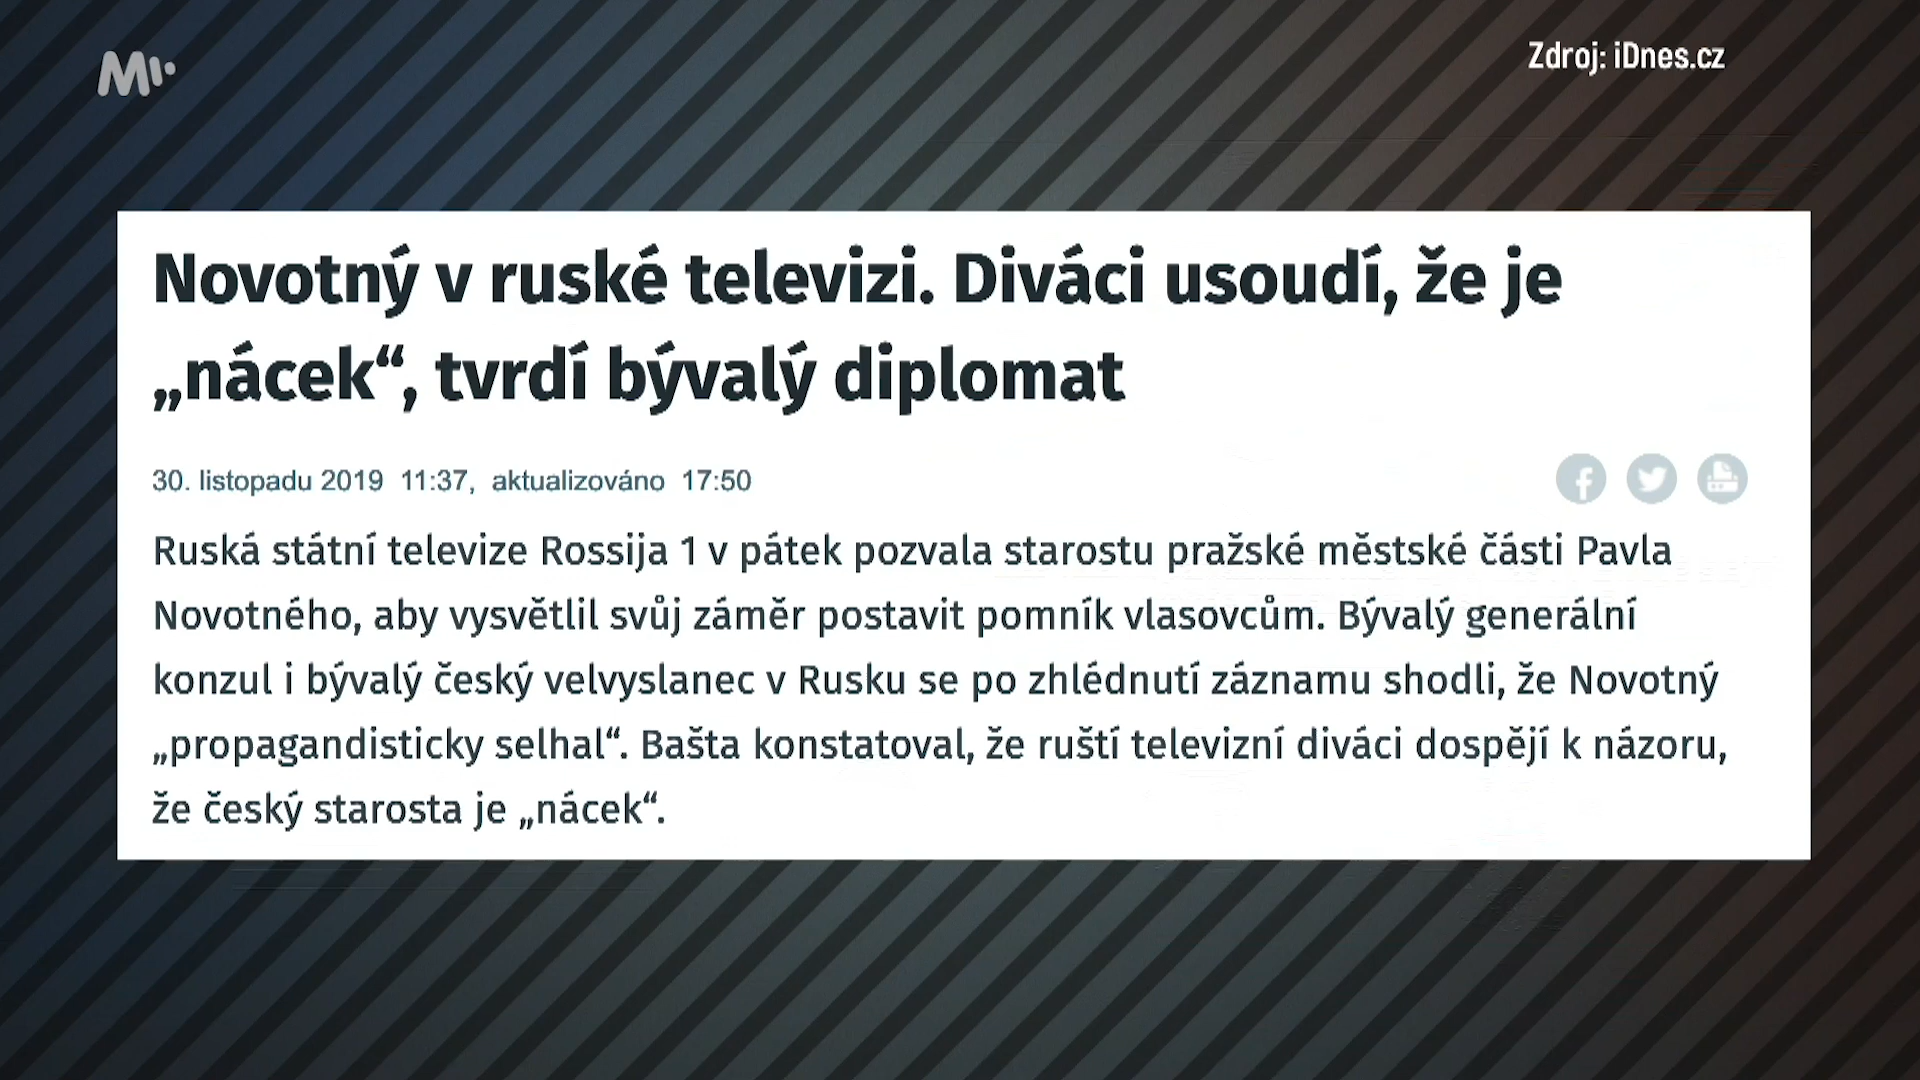 Zdroj: iDnes.cz
Novotný v ruské televizi. Diváci usoudí, že je
„nácek“, tvrdí bývalý diplomat
30. listopadu 2019 11:37, aktualizováno 17:50
Ruská státní televize Rossija 1 v pátek pozvala starostu pražské městské části Pavla
Novotného, aby vysvětlil svůj záměr postavit pomník vlasovcům. Bývalý generální
konzul i bývalý český velvyslanec v Rusku se po zhlédnutí záznamu shodli, že Novotný
„propagandisticky selhal“. Bašta konstatoval, že ruští televizní diváci dospějí k názoru,
že český starosta je „nácek“.